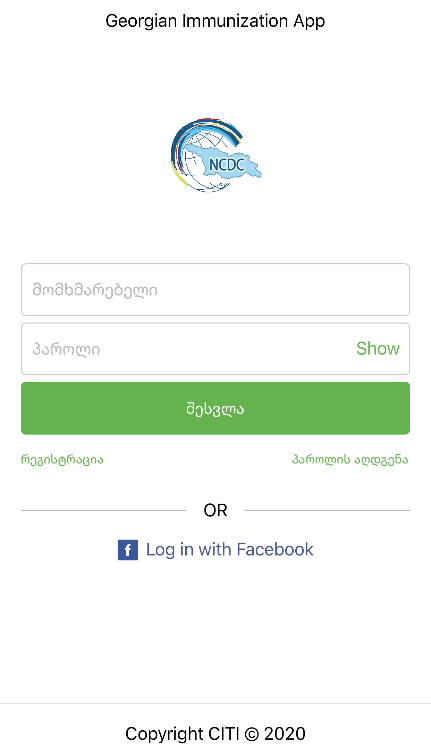 Georgian Immunization App
NCDC
მომხმარებელი
პაროლი Show
შესვლა
რეგისტრაცია პაროლის აღდგენა
OR
f Log in with Facebook
Copyright CITI © 2020